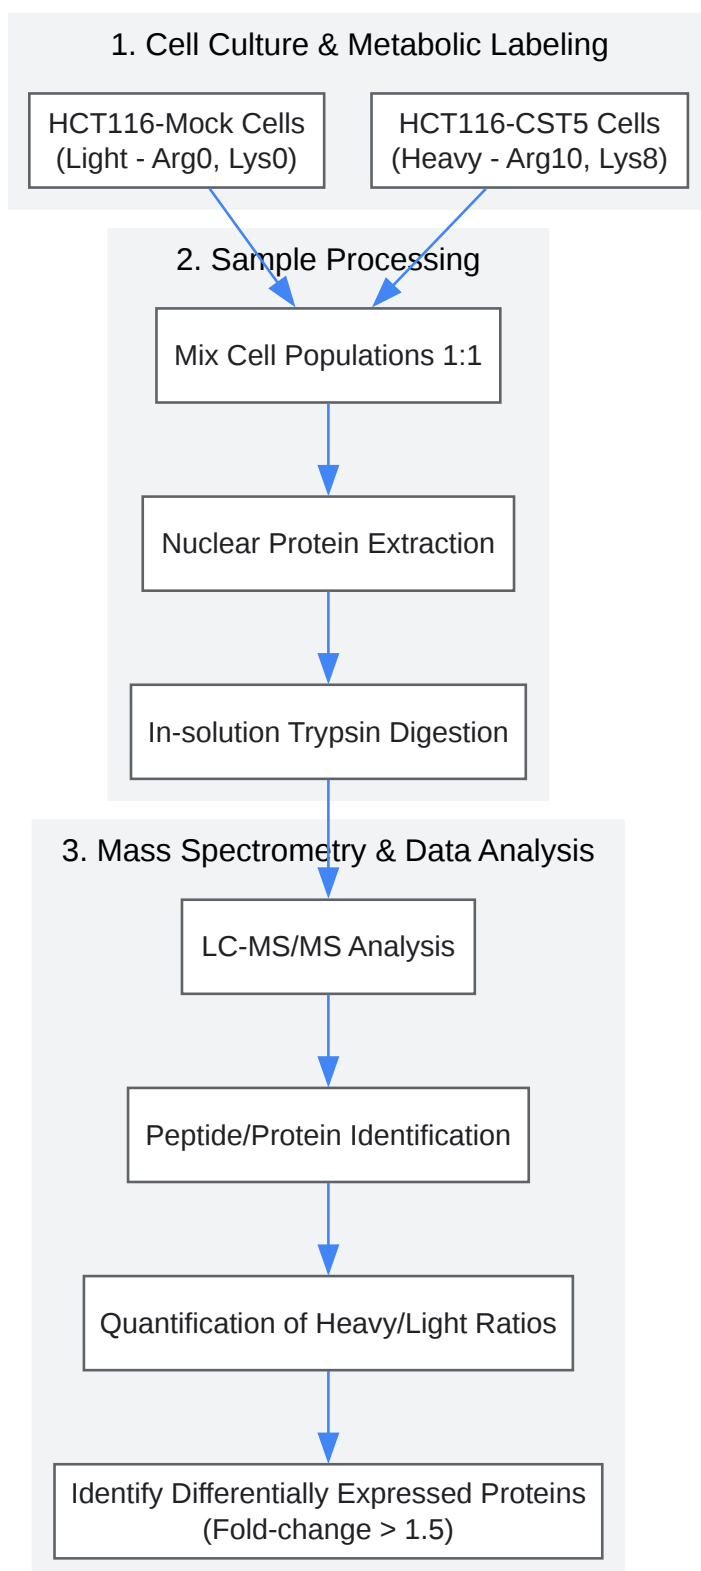 1. Cell Culture & Metabolic Labeling
HCT116-Mock Cells
(Light - Arg0, Lys0)
HCT116-CST5 Cells
(Heavy - Arg10, Lys8)
2. Sample Processing
Mix Cell Populations 1:1
Nuclear Protein Extraction
In-solution Trypsin Digestion
3. Mass Spectrometry & Data Analysis
LC-MS/MS Analysis
Peptide/Protein Identification
Quantification of Heavy/Light Ratios
Identify Differentially Expressed Proteins
(Fold-change > 1.5)